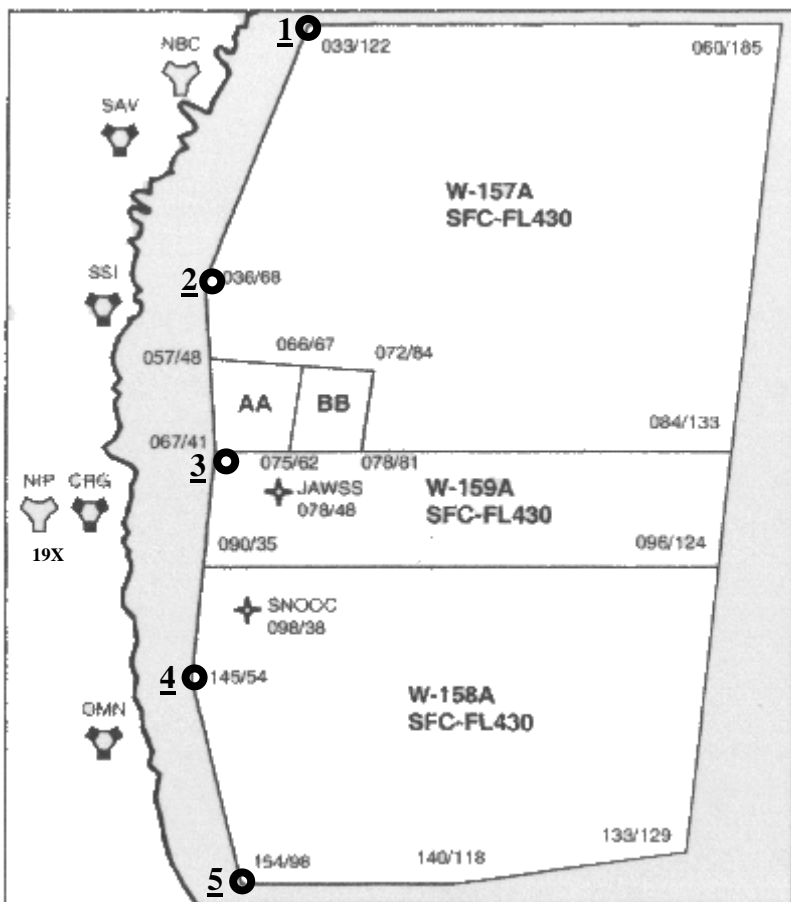 1
033/122
060/185
NBC
SAV
W-157A
SFC-FL430
SSI
2
036/68
057/48
066/67
072/84
AA
BB
084/133
067/41
3
075/62
078/81
NIP
CRG
19X
JAWSS
078/48
W-159A
SFC-FL430
090/35
096/124
SNOCC
098/38
4
145/54
W-158A
SFC-FL430
OMN
133/129
154/98
140/118
5